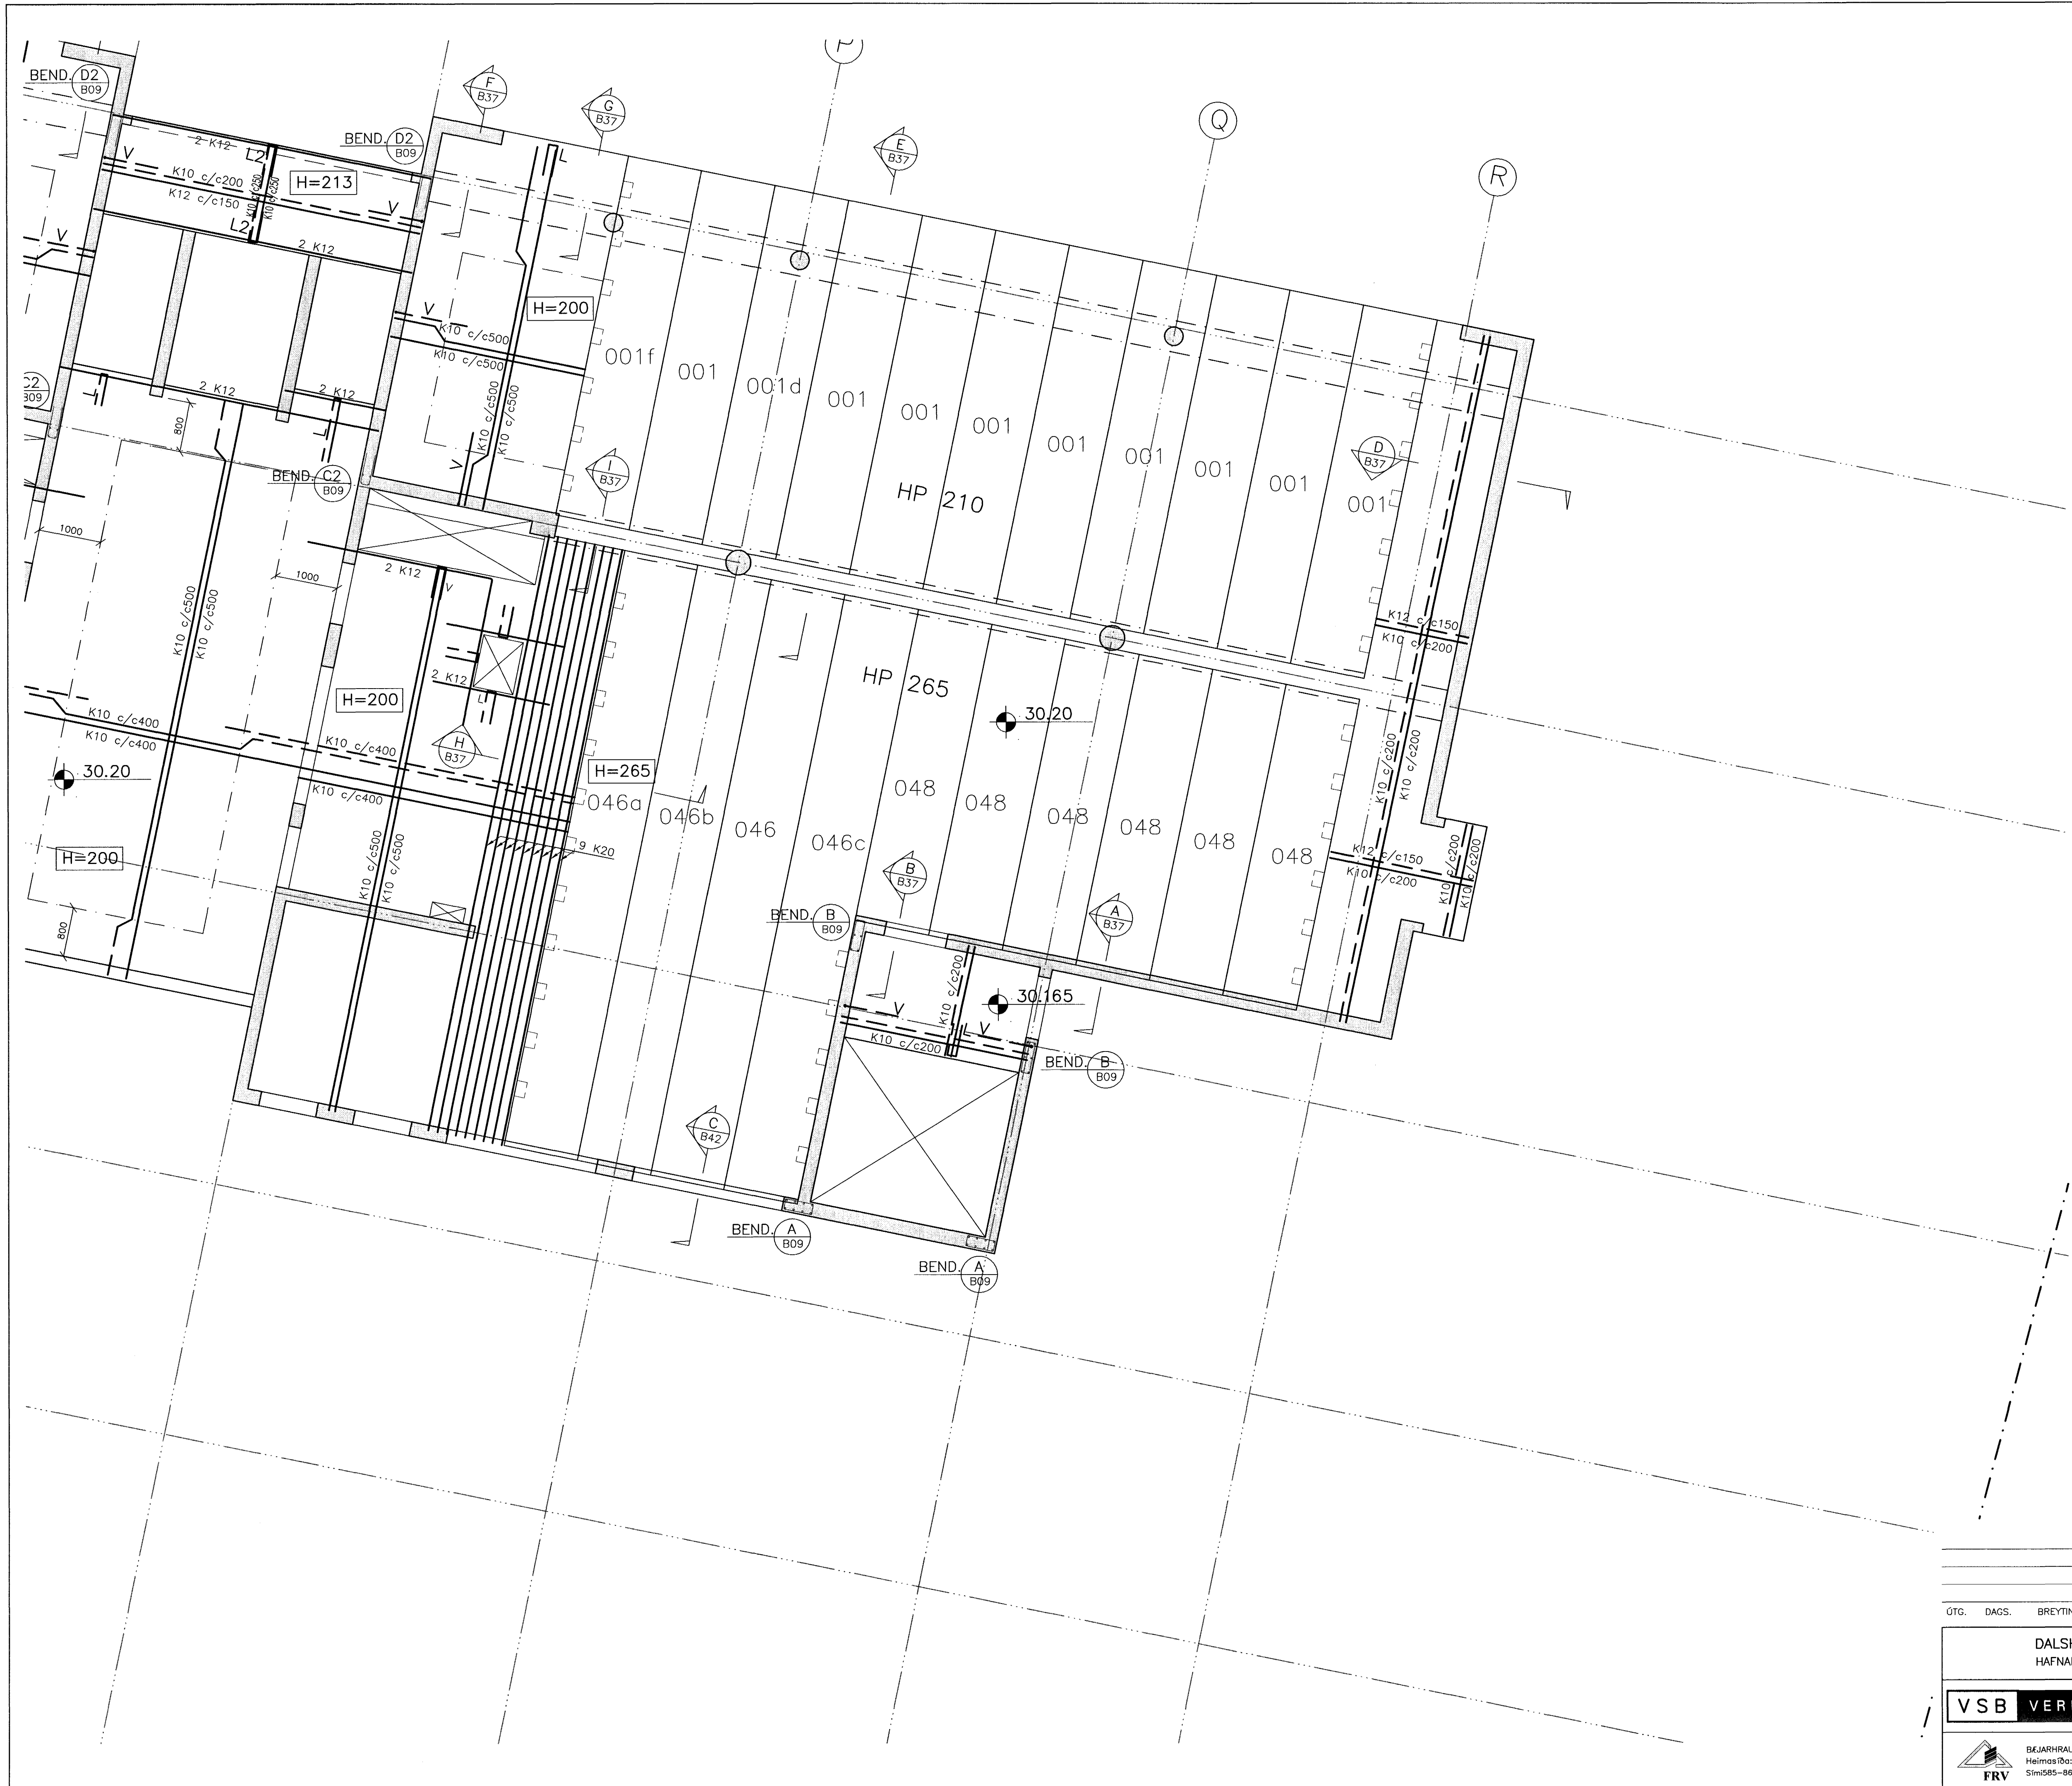 P
F
B37
G
B37
BEND. D2
B09
Q
BEND. D2
B09
E
B37
2 K12
L2
L
V
K10 c/c200
K12 c/c150
K10 c/c250
K10 c/c250
H=213
V
R
L2
2 K12
V
H=200
V
K10 c/c500
K10 c/c500
001f
001
001d
001
001
001
001
001
001
001
001
C2
B09
L
2 K12
2 K12
800
L
K10 c/c500
K10 c/c500
V
I
B37
D
B37
BEND. C2
B09
HP 210
1000
1000
2 K12
V
K10 c/c500
K10 c/c500
K12 c/c150
K10 c/c200
2 K12
L
H=200
HP 265
30.20
K10 c/c400
K10 c/c400
K10 c/c400
H
B37
30.20
H=265
K10 c/c400
046a
046b
046
046c
048
048
048
048
048
048
K10 c/c200
K10 c/c200
9 K20
H=200
K10 c/c500
K10 c/c500
K12 c/c150
K10 c/c200
K10 c/c200
K10 c/c200
B
B37
BEND. B
B09
A
B37
800
K10 c/c200
30.165
V
L
V
K10 c/c200
BEND. B
B09
C
B42
BEND. A
B09
BEND. A
B09
ÚTG. DAGS.
VSB
FRV